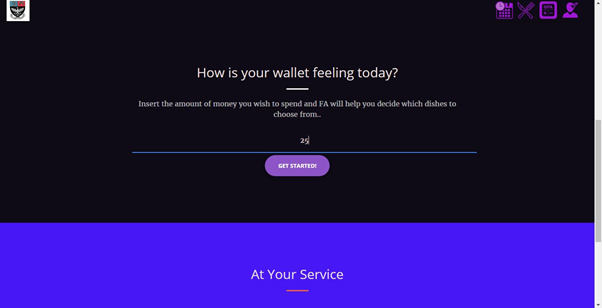 How is your wallet feeling today?
Insert the amount of money you wish to spend and FA will help you decide which dishes to
choose from..
25
GET STARTED!
At Your Service